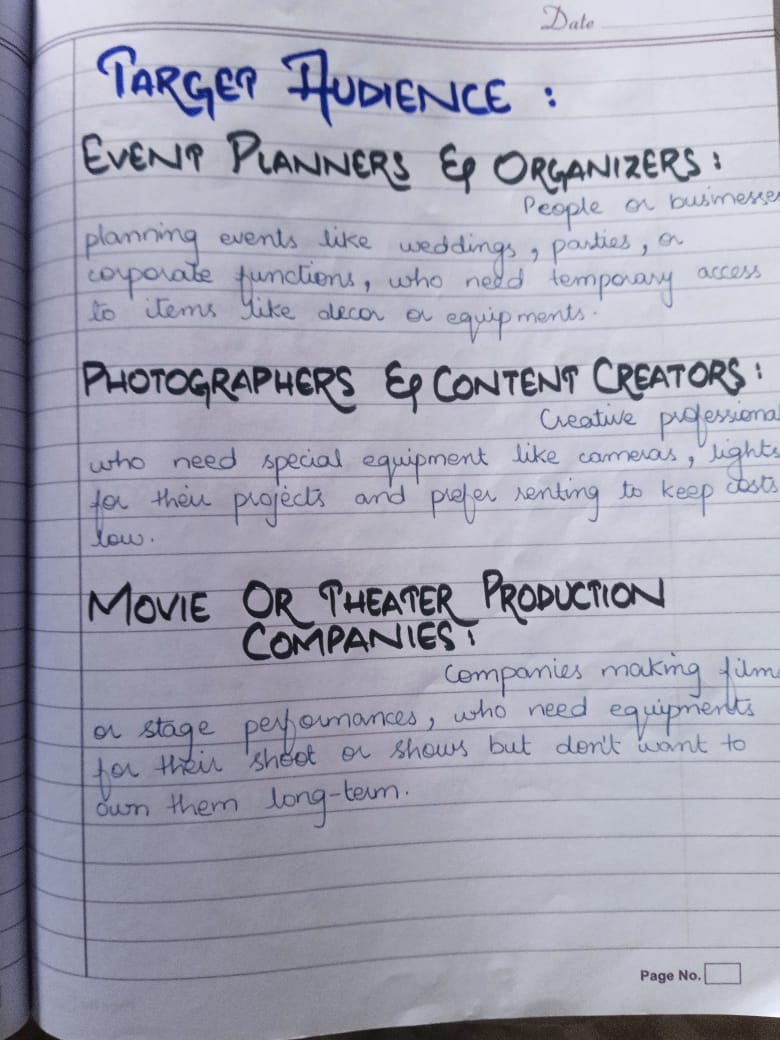 Date
TARGET AUDIENCE :
EVENT PLANNERS & ORGANIZERS :
People or businesses
planning events like weddings, parties, or
corporate functions, who need temporary access
to items like decor or equipments.
PHOTOGRAPHERS & CONTENT CREATORS :
Creative professional
who need special equipment like cameras, lights
for their projects and prefer renting to keep costs
low.
MOVIE OR THEATER PRODUCTION
COMPANIES :
Companies making film
or stage performances, who need equipments
for their shoot or shows but don't want to
own them long-term.
Page No.